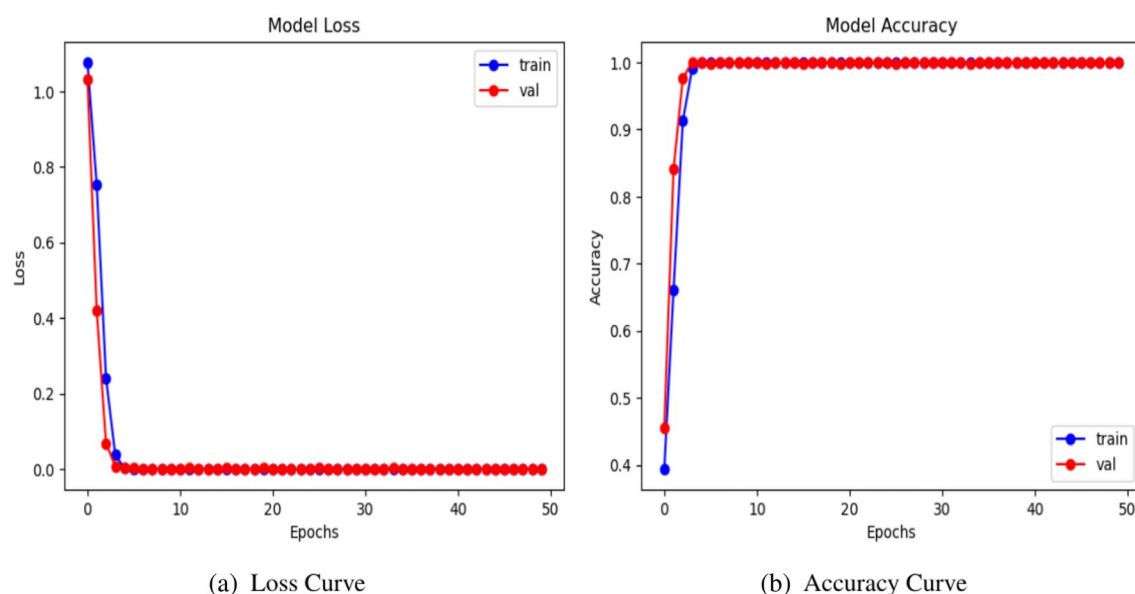 Model Loss
train
val
1.0
0.8
0.6
0.4
0.2
0.0
Loss
0 10 20 30 40 50
Epochs
(a) Loss Curve
Model Accuracy
1.0
0.9
0.8
0.7
0.6
0.5
0.4
Accuracy
train
val
0 10 20 30 40 50
Epochs
(b) Accuracy Curve